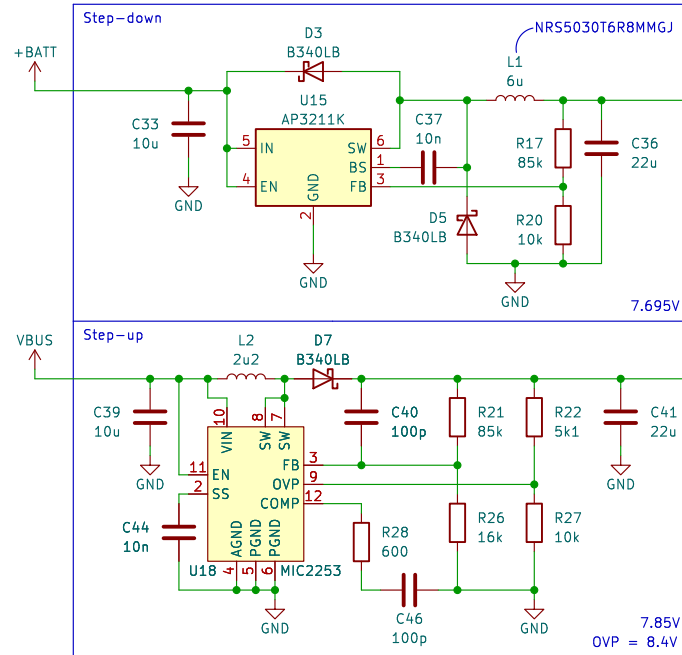 Step-down
NRS5030T6R8MMGJ
+BATT
D3
B340LB
L1
6u
U15
AP3211K
C33
10u
C37
10n
R17
85k
C36
22u
5
IN
SW
6
BS
1
4
EN
FB
3
GND
2
GND
D5
B340LB
R20
10k
GND
GND
7.695V
Step-up
VBUS
L2
2u2
D7
B340LB
C39
10u
10
VIN
8
SW
7
SW
C40
100p
R21
85k
R22
5k1
C41
22u
GND
11
EN
FB
3
2
SS
OVP
9
COMP
12
GND
C44
10n
AGND
PGND
PGND
4
5
6
U18
MIC2253
R28
600
R26
16k
R27
10k
C46
100p
GND
GND
7.85V
OVP = 8.4V